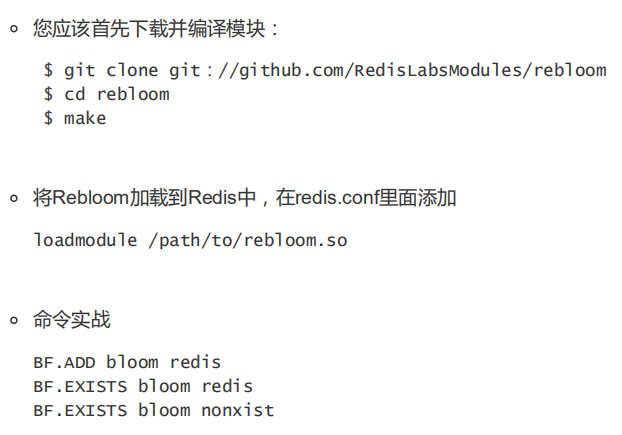 您应该首先下载并编译模块：
$ git clone git：//github.com/RedisLabsModules/rebloom
$ cd rebloom
$ make
将Rebloom加载到Redis中，在redis.conf里面添加
loadmodule /path/to/rebloom.so
命令实战
BF.ADD bloom redis
BF.EXISTS bloom redis
BF.EXISTS bloom nonxist